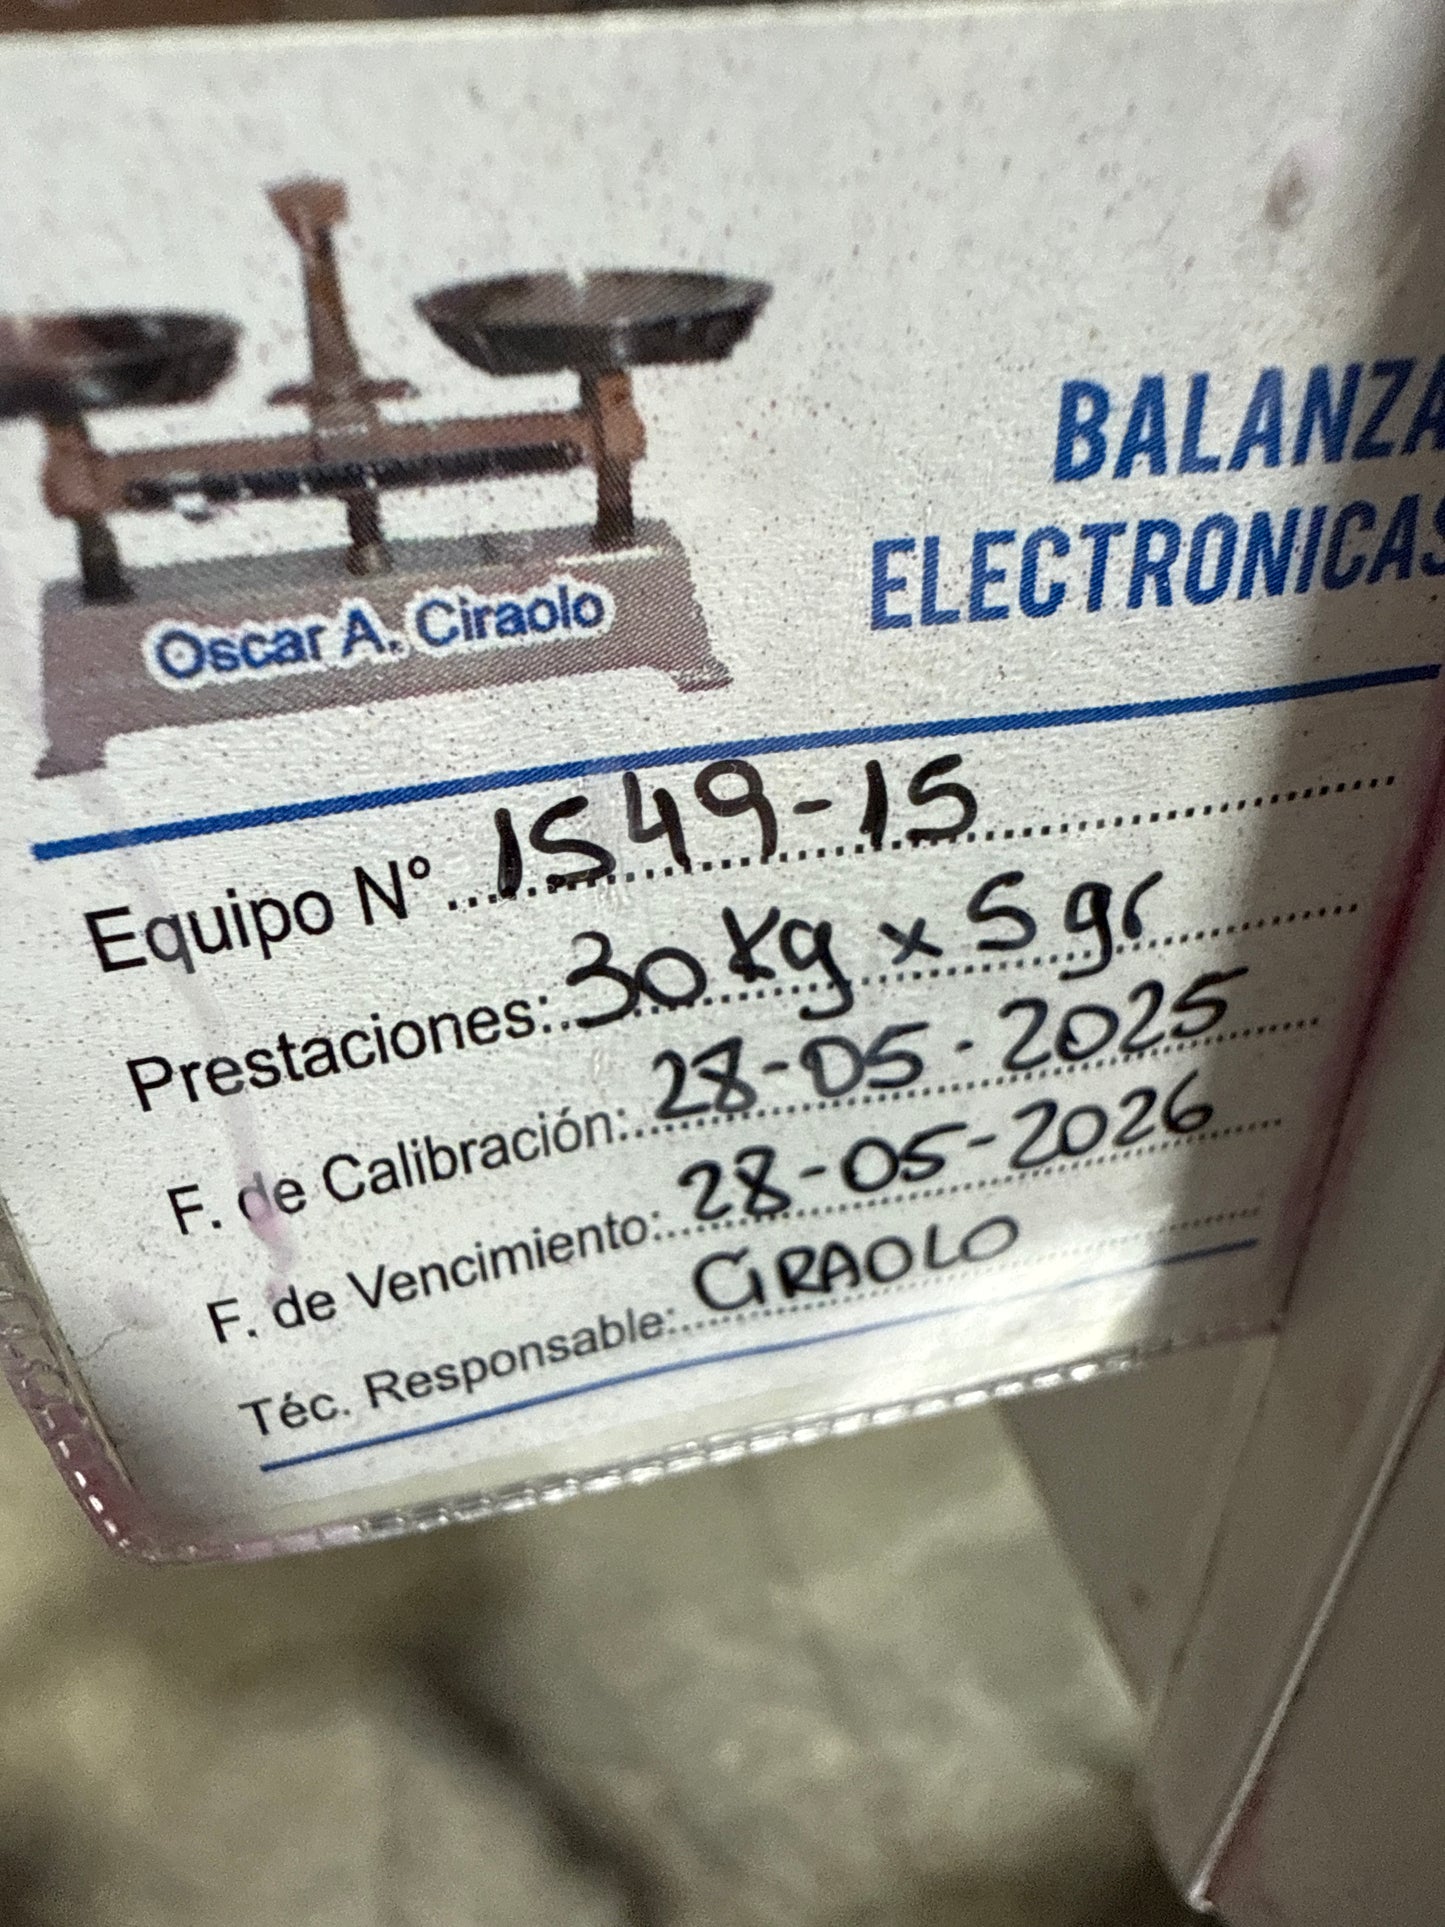 BALANZA
ELECTRONICAS
Oscar A. Ciraolo
Equipo N° 1549-15
Prestaciones: 30 Kg x 5 gr
F. de Calibración: 28-05-2025
F. de Vencimiento: 28-05-2026
Téc. Responsable: CIRAOLO